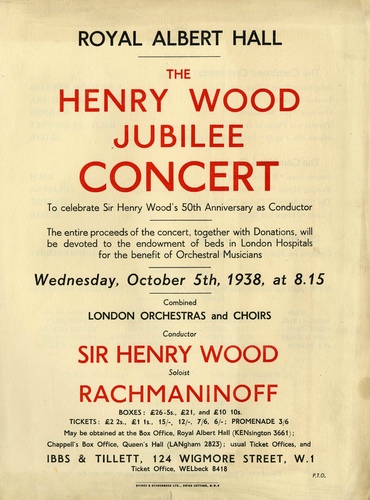 ROYAL ALBERT HALL
THE
HENRY WOOD
JUBILEE
CONCERT
To celebrate Sir Henry Wood's 50th Anniversary as Conductor
The entire proceeds of the concert, together with Donations, will
be devoted to the endowment of beds in London Hospitals
for the benefit of Orchestral Musicians
Wednesday, October 5th, 1938, at 8.15
Combined
LONDON ORCHESTRAS and CHOIRS
Conductor
SIR HENRY WOOD
Soloist
RACHMANINOFF
BOXES: £26-5s., £21, and £10 10s.
TICKETS: £2 2s., £1 1s., 15/-, 12/-, 7/6, 6/-; PROMENADE 3/6
May be obtained at the Box Office, Royal Albert Hall (KENsington 3661);
Chappell's Box Office, Queen's Hall (LANgham 2823); usual Ticket Offices, and
IBBS & TILLETT, 124 WIGMORE STREET, W.1
Ticket Office, WELbeck 8418
P.T.O.